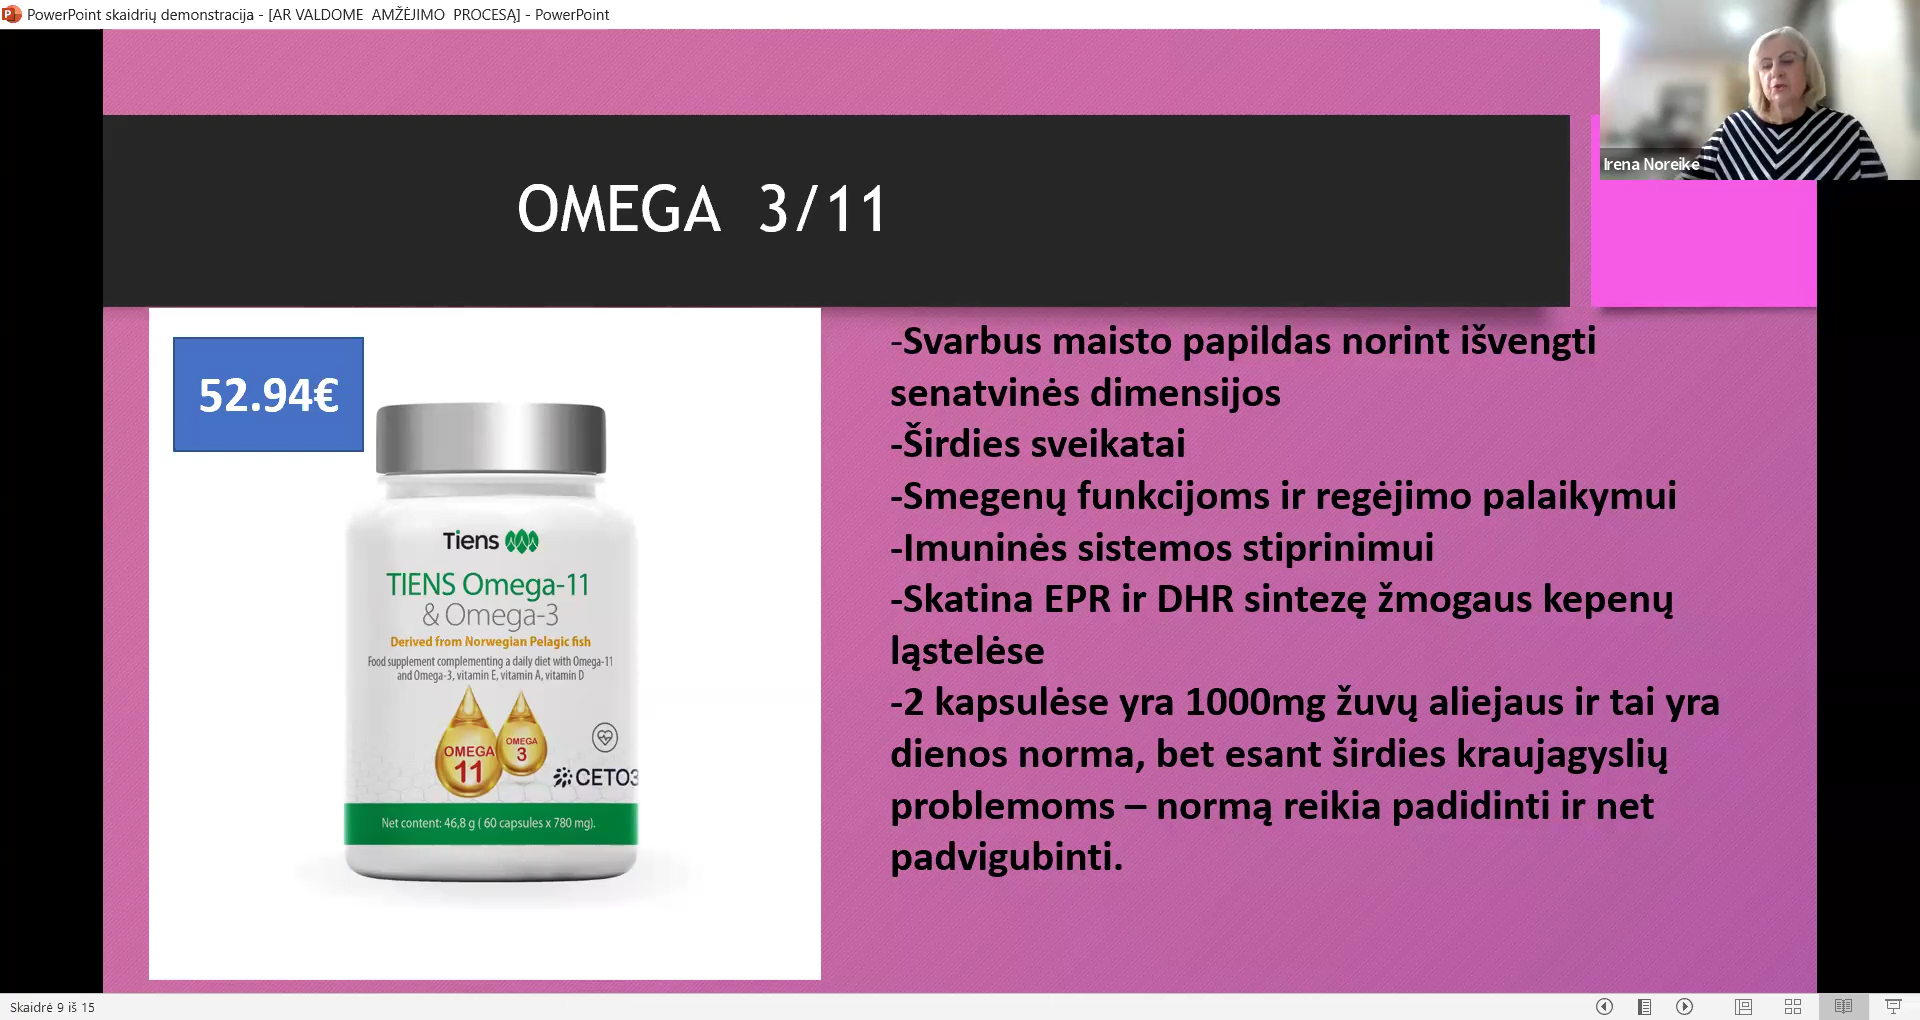 PowerPoint skaidrių demonstracija - [AR VALDOME  AMŽĖJIMO  PROCESĄ] - PowerPoint
Irena Noreike
OMEGA  3/11
52.94€
Tiens
TIENS Omega-11
& Omega-3
Derived from Norwegian Pelagic fish
Food supplement complementing a daily diet with Omega-11
and Omega-3, vitamin E, vitamin A, vitamin D
OMEGA
11
OMEGA
3
CETO3
Net content: 46,8 g ( 60 capsules x 780 mg).
-Svarbus maisto papildas norint išvengti
senatvinės dimensijos
-Širdies sveikatai
-Smegenų funkcijoms ir regėjimo palaikymui
-Imuninės sistemos stiprinimui
-Skatina EPR ir DHR sintezę žmogaus kepenų
ląstelėse
-2 kapsulėse yra 1000mg žuvų aliejaus ir tai yra
dienos norma, bet esant širdies kraujagyslių
problemoms – normą reikia padidinti ir net
padvigubinti.
Skaidrė 9 iš 15